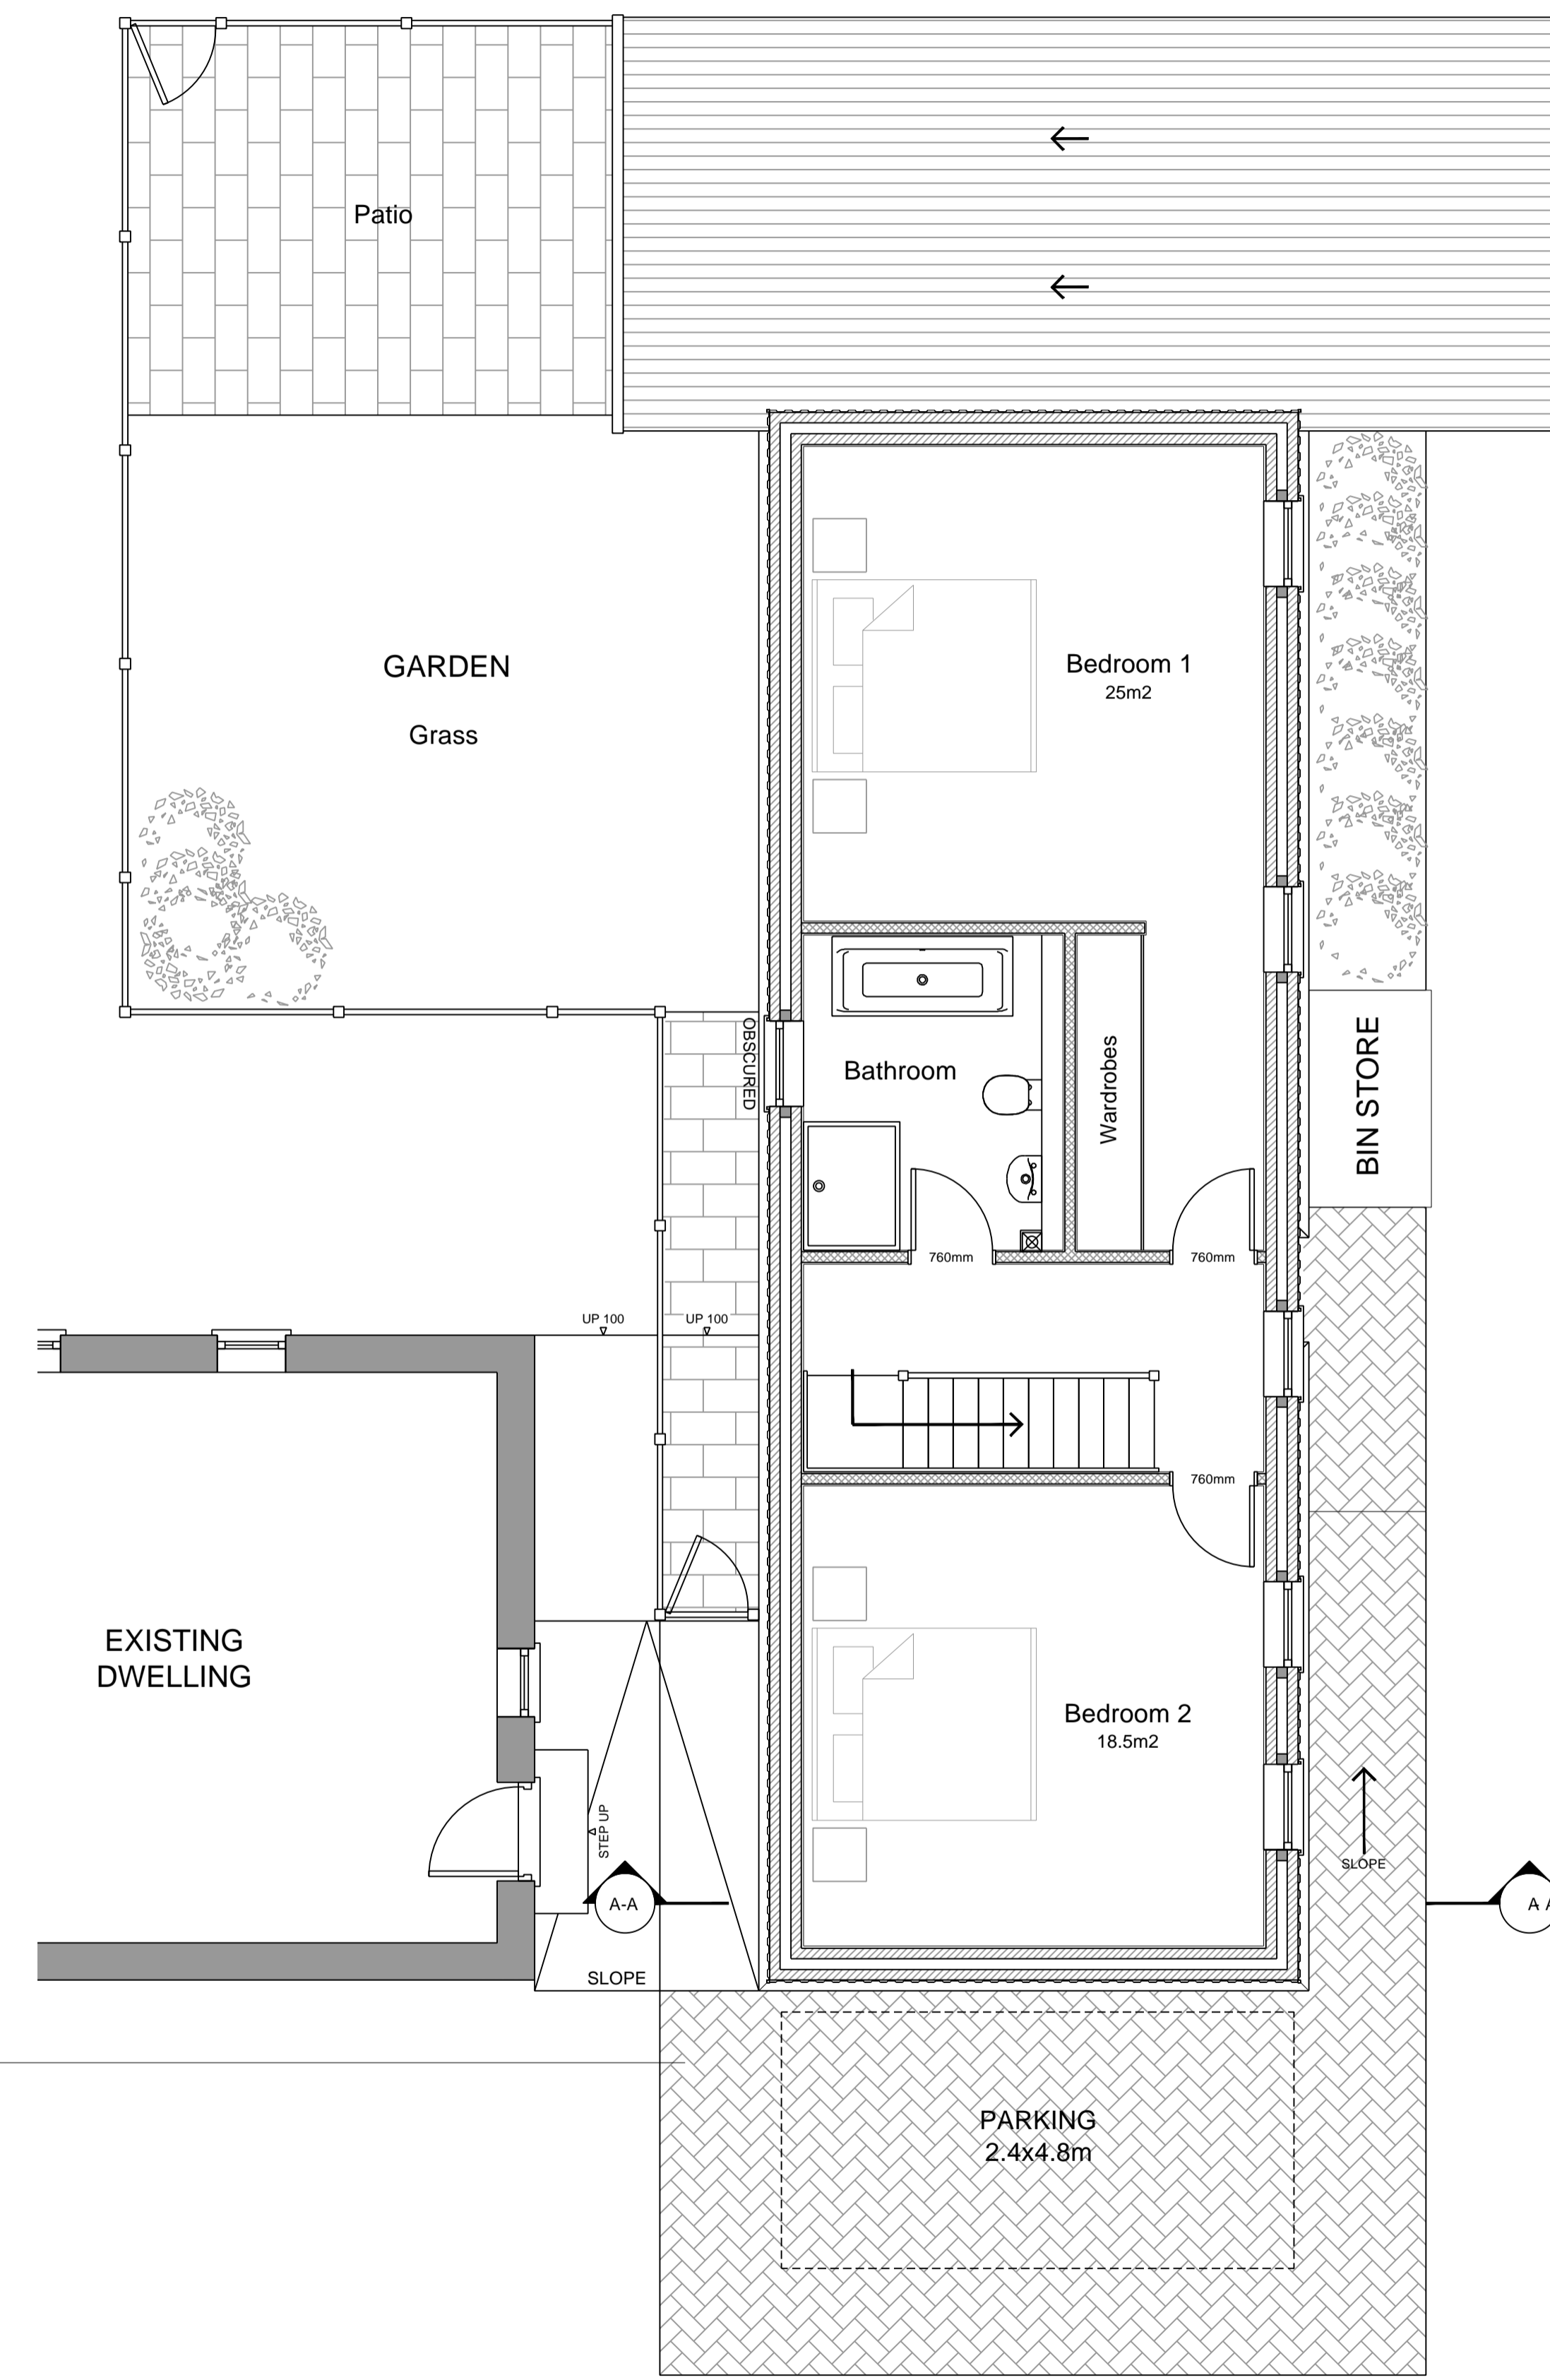 Patio
GARDEN
Grass
Bedroom 1
25m2
OBSCURED
Bathroom
Wardrobes
BIN STORE
760mm
760mm
UP 100
UP 100
760mm
EXISTING
DWELLING
Bedroom 2
18.5m2
STEP UP
SLOPE
A-A
A
SLOPE
PARKING
2.4x4.8m